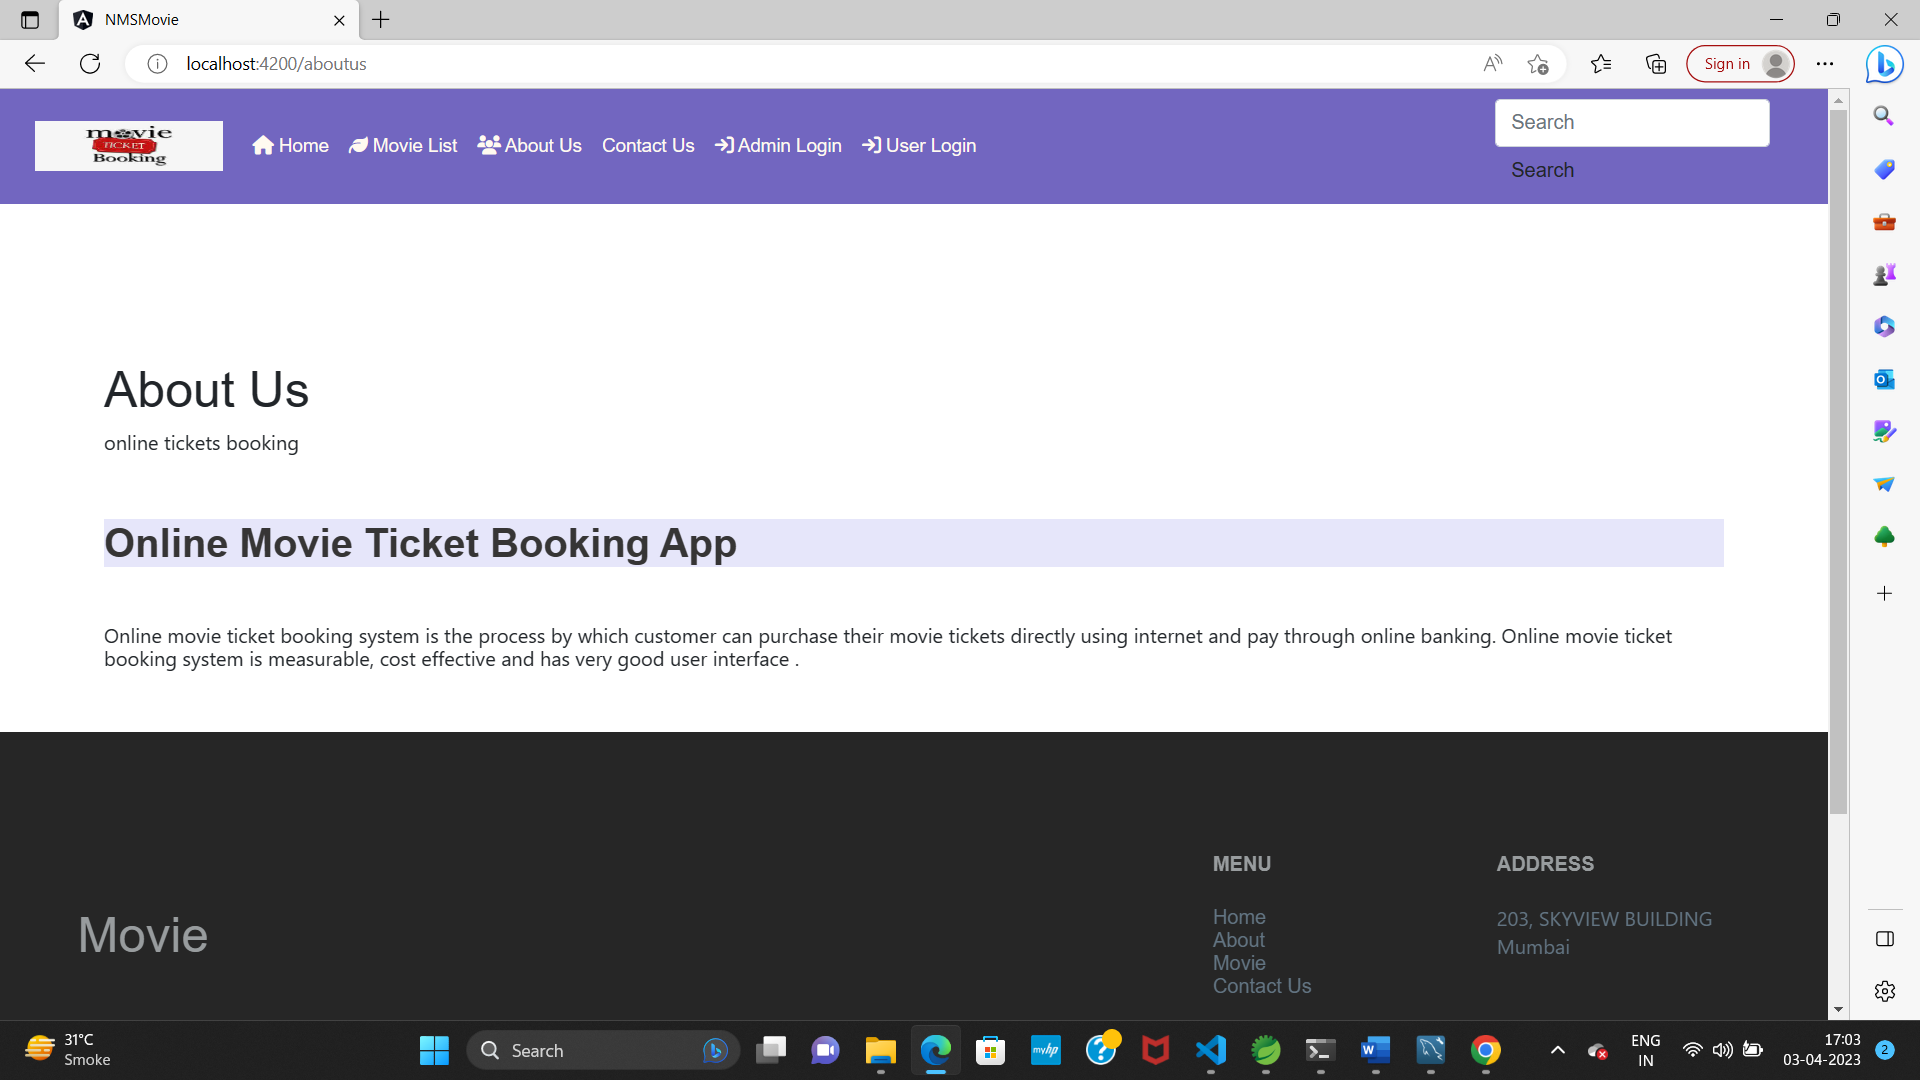 NMSMovie
localhost:4200/aboutus
Sign in
movie
TICKET
Booking
Home Movie List About Us Contact Us Admin Login User Login
Search
Search
About Us
online tickets booking
Online Movie Ticket Booking App
Online movie ticket booking system is the process by which customer can purchase their movie tickets directly using internet and pay through online banking. Online movie ticket
booking system is measurable, cost effective and has very good user interface .
Movie
MENU
Home
About
Movie
Contact Us
ADDRESS
203, SKYVIEW BUILDING
Mumbai
31°C
Smoke
Search
myhp
ENG
IN
17:03
03-04-2023
2